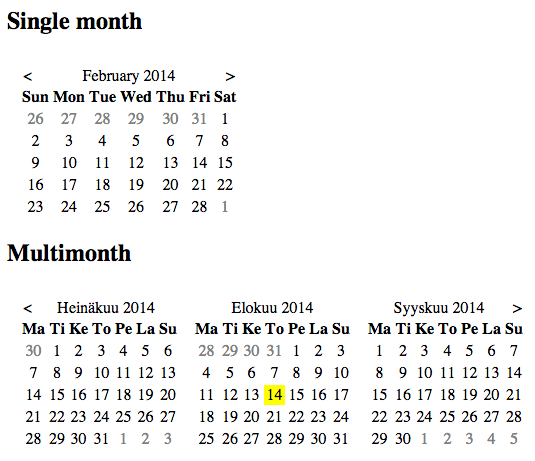 Single month
< February 2014 >
Sun Mon Tue Wed Thu Fri Sat
26 27 28 29 30 31 1
2 3 4 5 6 7 8
9 10 11 12 13 14 15
16 17 18 19 20 21 22
23 24 25 26 27 28 1
Multimonth
< Heinäkuu 2014 Elokuu 2014 Syyskuu 2014 >
Ma Ti Ke To Pe La Su Ma Ti Ke To Pe La Su Ma Ti Ke To Pe La Su
30 1 2 3 4 5 6 28 29 30 31 1 2 3 1 2 3 4 5 6 7
7 8 9 10 11 12 13 4 5 6 7 8 9 10 8 9 10 11 12 13 14
14 15 16 17 18 19 20 11 12 13 14 15 16 17 15 16 17 18 19 20 21
21 22 23 24 25 26 27 18 19 20 21 22 23 24 22 23 24 25 26 27 28
28 29 30 31 1 2 3 25 26 27 28 29 30 31 29 30 1 2 3 4 5